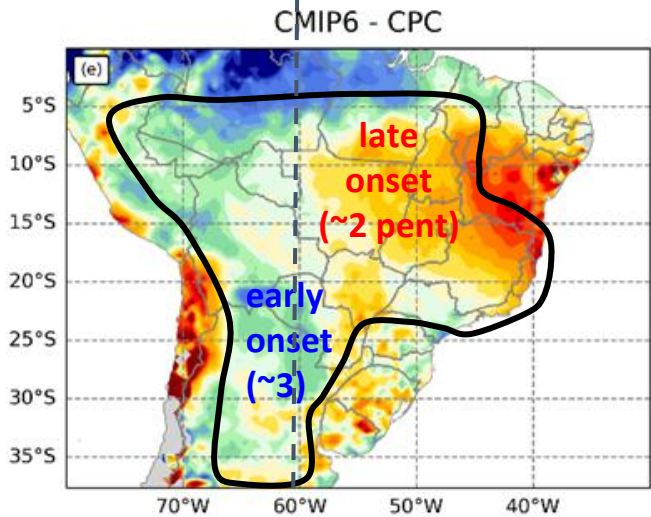 CMIP6 - CPC
(e)
5°S
10°S
15°S
20°S
25°S
30°S
35°S
late
onset
(~2 pent)
early
onset
(~3)
70°W
60°W
50°W
40°W